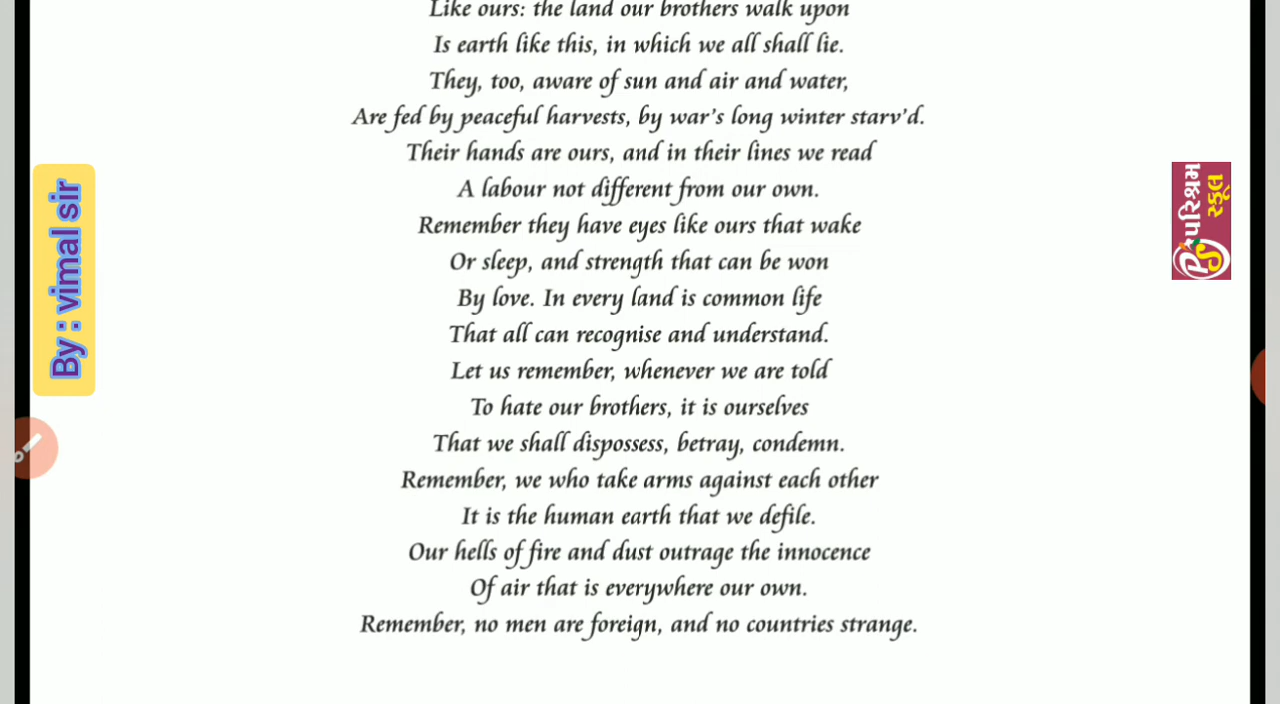 Like ours: the land our brothers walk upon
Is earth like this, in which we all shall lie.
They, too, aware of sun and air and water,
Are fed by peaceful harvests, by war's long winter starv'd.
Their hands are ours, and in their lines we read
A labour not different from our own.
Remember they have eyes like ours that wake
Or sleep, and strength that can be won
By love. In every land is common life
That all can recognise and understand.
Let us remember, whenever we are told
To hate our brothers, it is ourselves
That we shall dispossess, betray, condemn.
Remember, we who take arms against each other
It is the human earth that we defile.
Our hells of fire and dust outrage the innocence
Of air that is everywhere our own.
Remember, no men are foreign, and no countries strange.
By : vimal sir
પરિશ્રમ
સ્કૂલ
PS